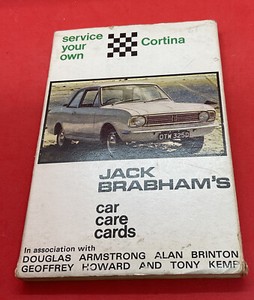 service
your
own
Cortina
OTW 325D
JACK
BRABHAM'S
car
care
cards
In association with
DOUGLAS ARMSTRONG ALAN BRINTON
GEOFFREY HOWARD AND TONY KEMP